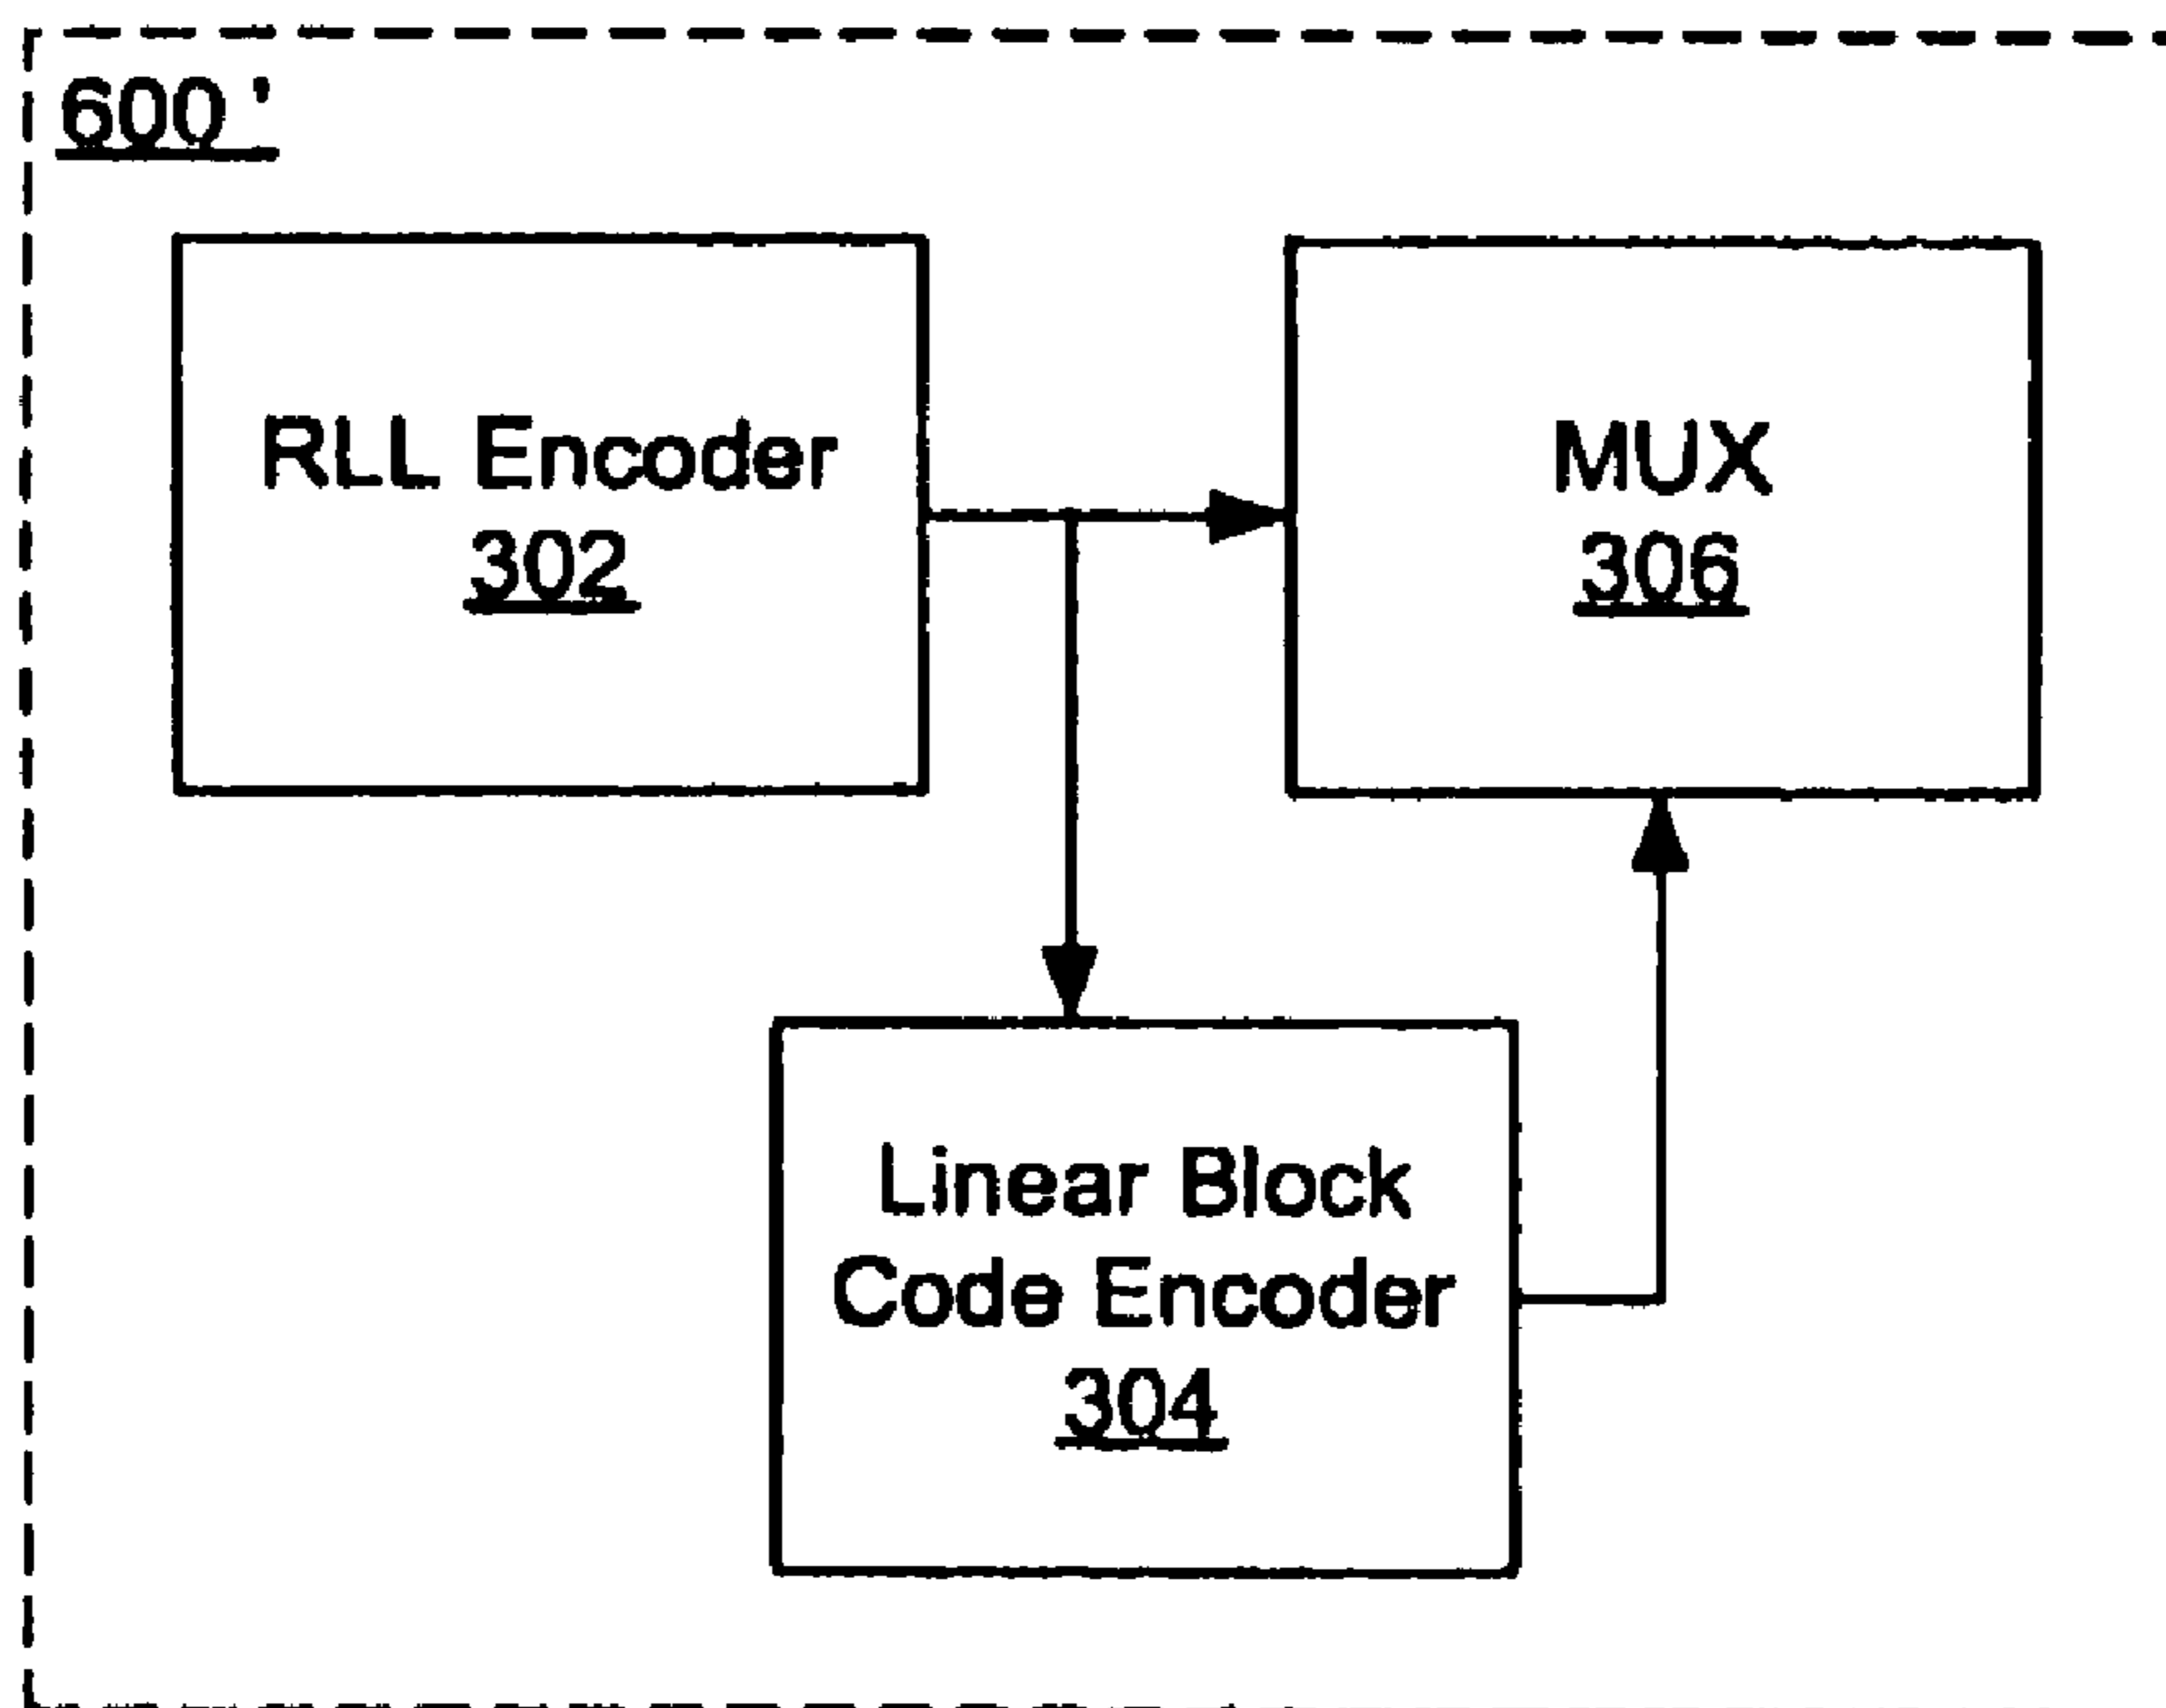 600'
RLL Encoder
302
MUX
306
Linear Block
Code Encoder
304